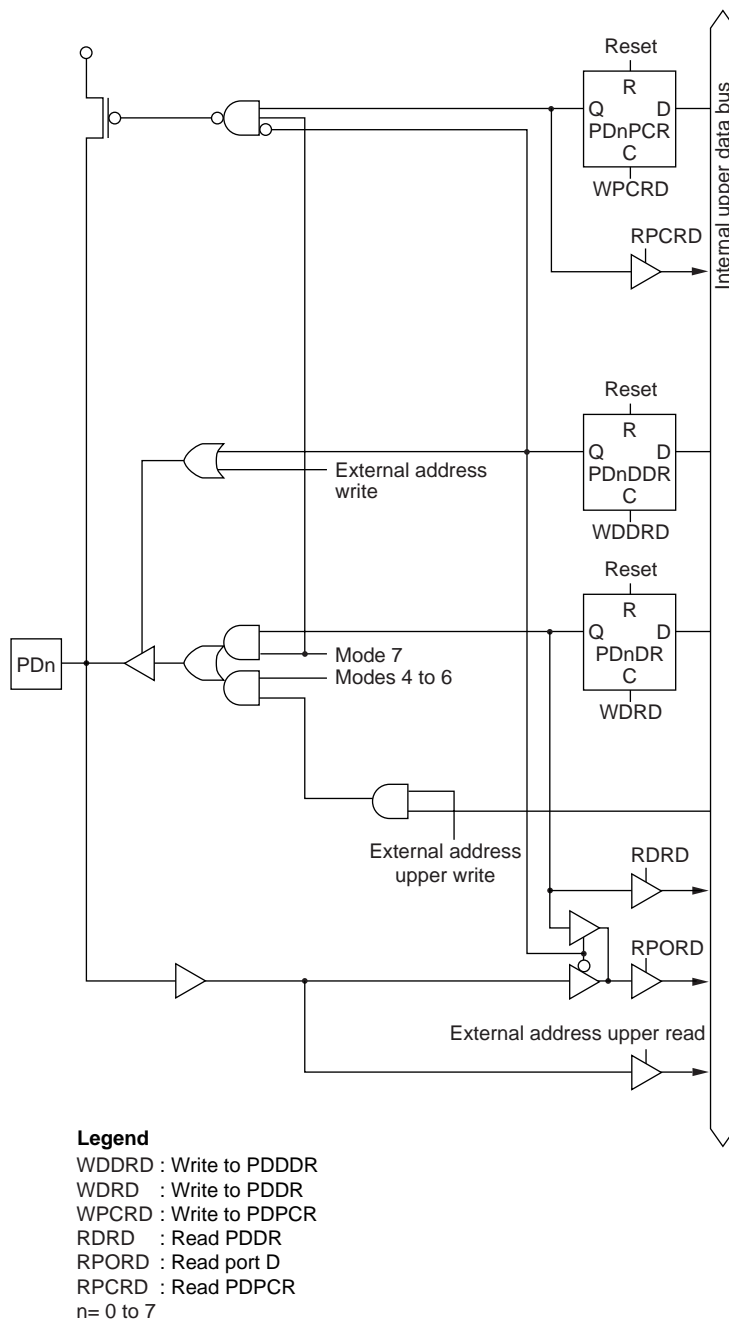 Reset
R
Q
D
PDnPCR
C
WPCRD
RPCRD
Internal upper data bus
Reset
R
Q
D
PDnDDR
C
WDDRD
External address
write
Reset
R
Q
D
PDnDR
C
WDRD
PDn
Mode 7
Modes 4 to 6
External address
upper write
RDRD
RPORD
External address upper read
Legend
WDDRD : Write to PDDDR
WDRD : Write to PDDR
WPCRD : Write to PDPCR
RDRD : Read PDDR
RPORD : Read port D
RPCRD : Read PDPCR
n= 0 to 7